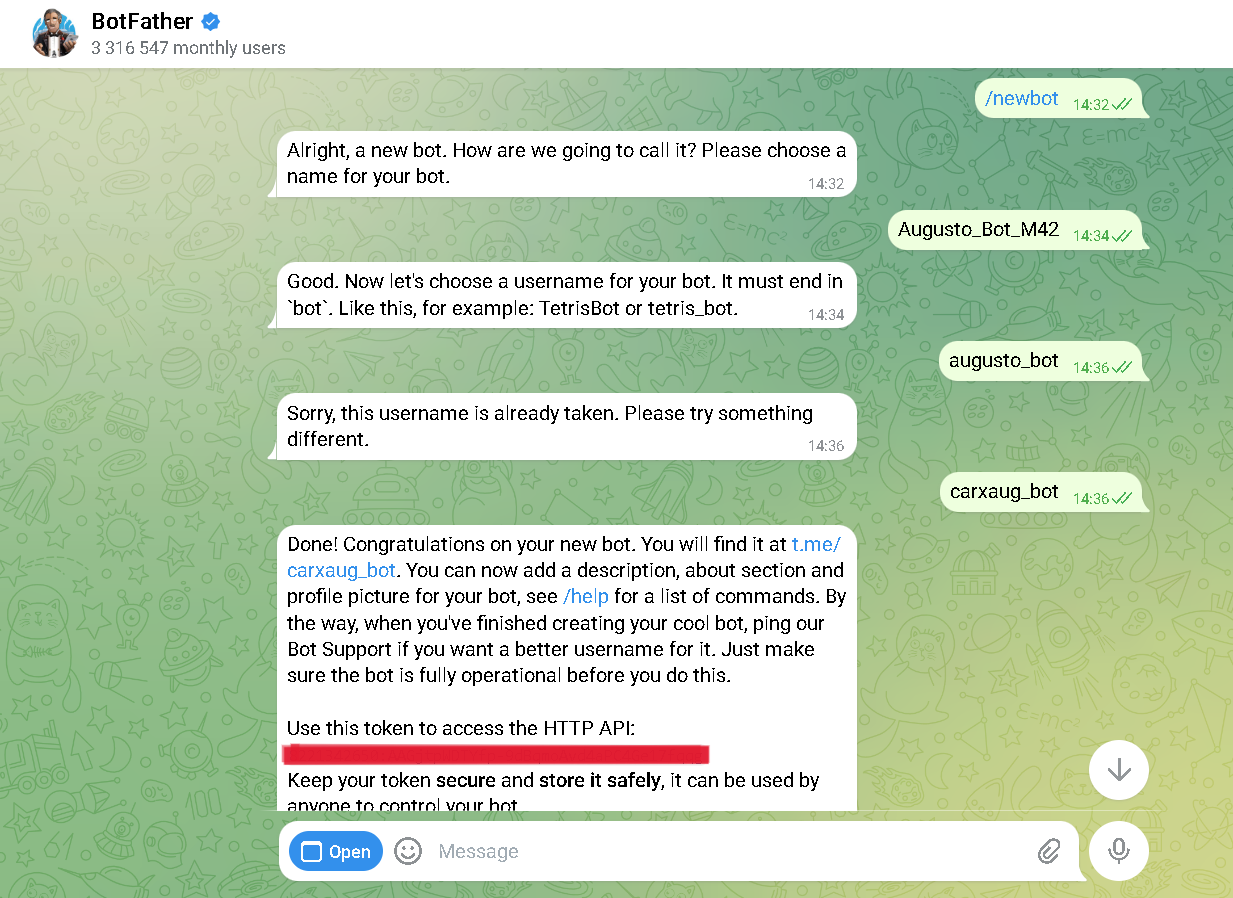 BotFather
3 316 547 monthly users
/newbot 14:32
Alright, a new bot. How are we going to call it? Please choose a
name for your bot.
14:32
Augusto_Bot_M42 14:34
Good. Now let's choose a username for your bot. It must end in
`bot`. Like this, for example: TetrisBot or tetris_bot.
14:34
augusto_bot 14:36
Sorry, this username is already taken. Please try something
different.
14:36
carxaug_bot 14:36
Done! Congratulations on your new bot. You will find it at t.me/
carxaug_bot. You can now add a description, about section and
profile picture for your bot, see /help for a list of commands. By
the way, when you've finished creating your cool bot, ping our
Bot Support if you want a better username for it. Just make
sure the bot is fully operational before you do this.
Use this token to access the HTTP API:
Keep your token secure and store it safely, it can be used by
anyone to control your bot
Open Message